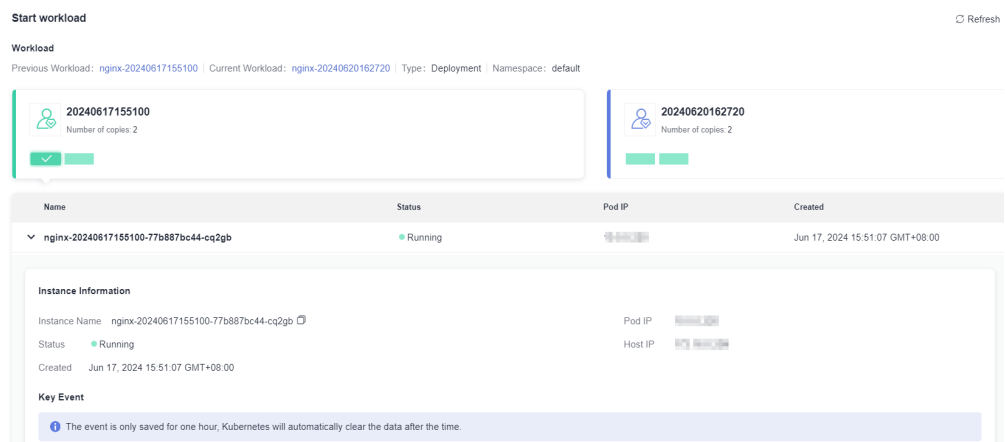 Start workload
Refresh
Workload
Previous Workload: nginx-20240617155100 | Current Workload: nginx-20240620162720 | Type: Deployment | Namespace: default
20240617155100
Number of copies: 2
20240620162720
Number of copies: 2
Name Status Pod IP Created
nginx-20240617155100-77b887bc44-cq2gb Running Jun 17, 2024 15:51:07 GMT+08:00
Instance Information
Instance Name nginx-20240617155100-77b887bc44-cq2gb
Pod IP
Status Running
Host IP
Created Jun 17, 2024 15:51:07 GMT+08:00
Key Event
The event is only saved for one hour, Kubernetes will automatically clear the data after the time.